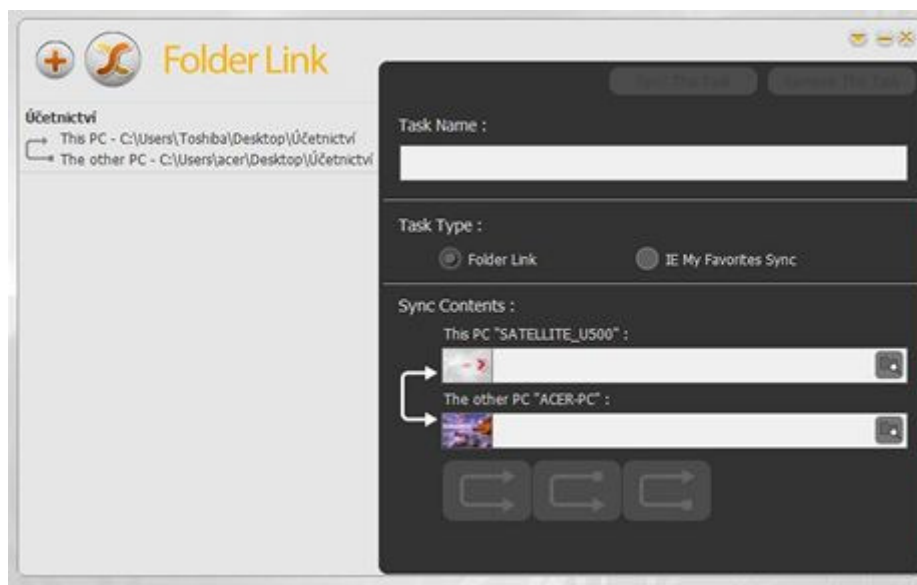 Folder Link
Účetnictví
This PC - C:\Users\Toshiba\Desktop\Účetnictví
The other PC - C:\Users\acer\Desktop\Účetnictví
Task Name :
Task Type :
Folder Link
IE My Favorites Sync
Sync Contents :
This PC "SATELLITE_U500" :
The other PC "ACER-PC" :